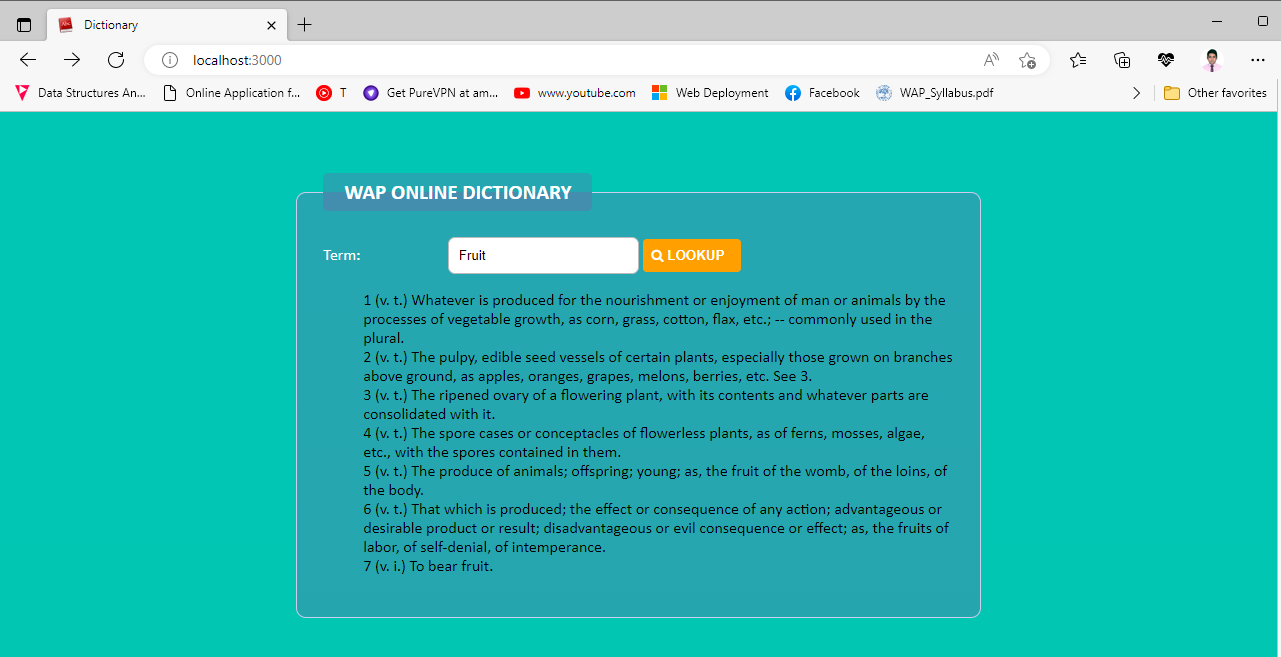 Dictionary
localhost:3000
Data Structures An... Online Application f... T Get PureVPN at am... www.youtube.com Web Deployment Facebook WAP_Syllabus.pdf Other favorites
WAP ONLINE DICTIONARY
Term: Fruit LOOKUP
1 (v. t.) Whatever is produced for the nourishment or enjoyment of man or animals by the
processes of vegetable growth, as corn, grass, cotton, flax, etc.; -- commonly used in the
plural.
2 (v. t.) The pulpy, edible seed vessels of certain plants, especially those grown on branches
above ground, as apples, oranges, grapes, melons, berries, etc. See 3.
3 (v. t.) The ripened ovary of a flowering plant, with its contents and whatever parts are
consolidated with it.
4 (v. t.) The spore cases or conceptacles of flowerless plants, as of ferns, mosses, algae,
etc., with the spores contained in them.
5 (v. t.) The produce of animals; offspring; young; as, the fruit of the womb, of the loins, of
the body.
6 (v. t.) That which is produced; the effect or consequence of any action; advantageous or
desirable product or result; disadvantageous or evil consequence or effect; as, the fruits of
labor, of self-denial, of intemperance.
7 (v. i.) To bear fruit.